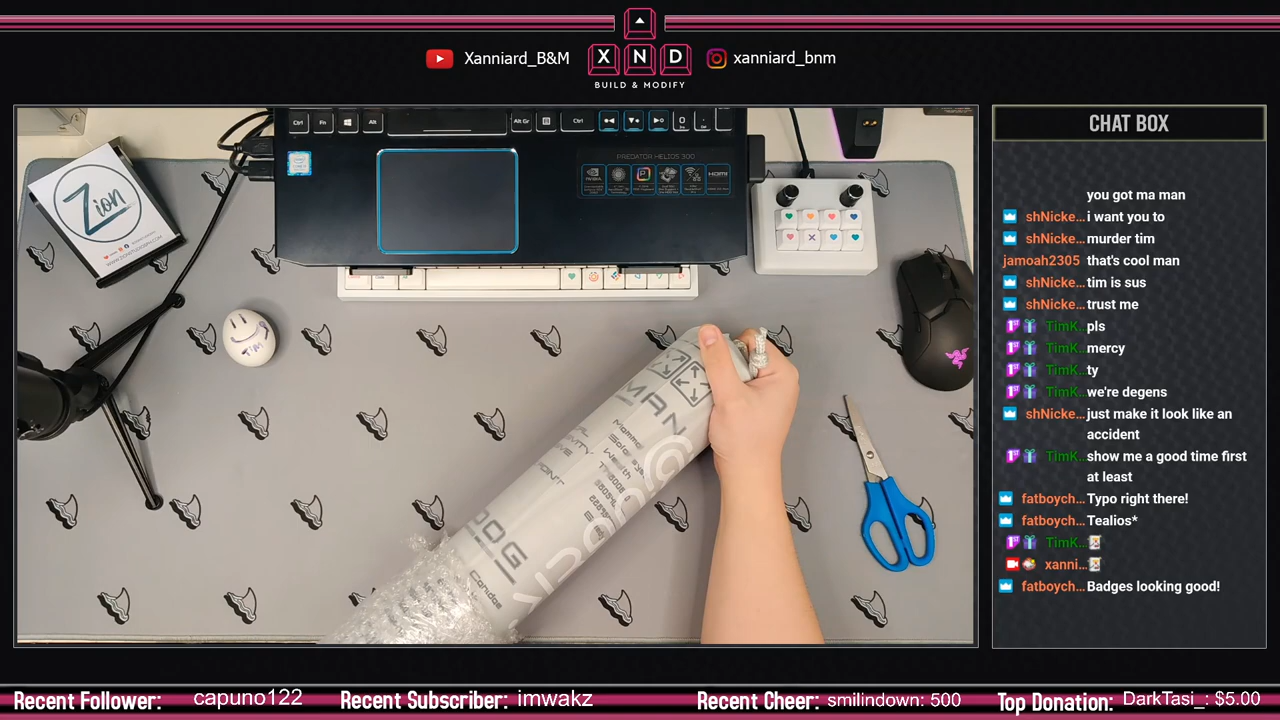 Xanniard_B&M
X N D
BUILD & MODIFY
xanniard_bnm
CHAT BOX
you got ma man
shNicke... i want you to
shNicke... murder tim
jamoah2305 that's cool man
shNicke... tim is sus
shNicke... trust me
TimK... pls
TimK... mercy
TimK... ty
TimK... we're degens
shNicke... just make it look like an
accident
TimK... show me a good time first
at least
fatboych... Typo right there!
fatboych... Tealios*
TimK...
xanni...
fatboych... Badges looking good!
Ctrl Fn Alt Alt Gr Ctrl
PREDATOR HELIOS 300
HDMI
Zion
TIM
MAN
DOG
Recent Follower: capuno122
Recent Subscriber: imwakz
Recent Cheer: smilindown: 500
Top Donation: DarkTasi_: $5.00